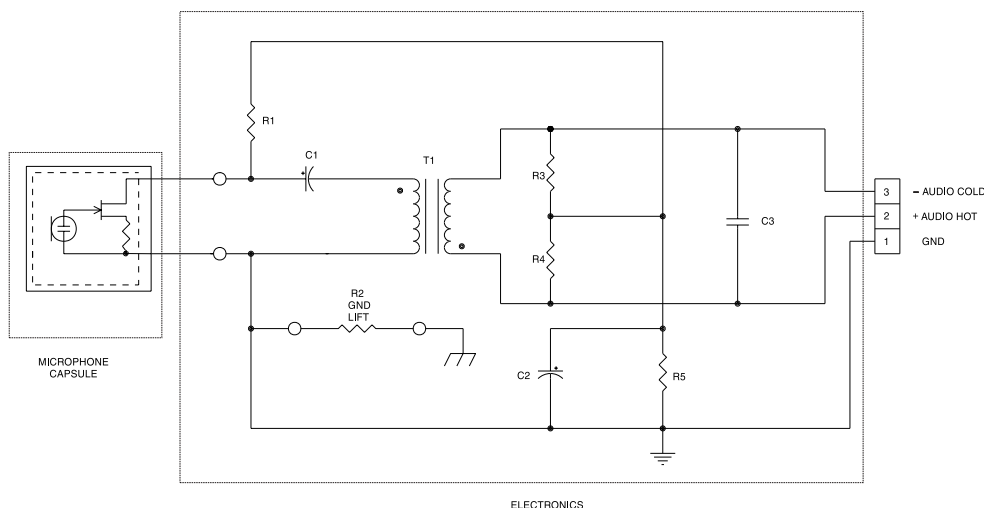 R1
C1
T1
R3
C3
R4
3
– AUDIO COLD
2
+ AUDIO HOT
1
GND
R2
GND
LIFT
MICROPHONE
CAPSULE
C2
+
R5
+
ELECTRONICS